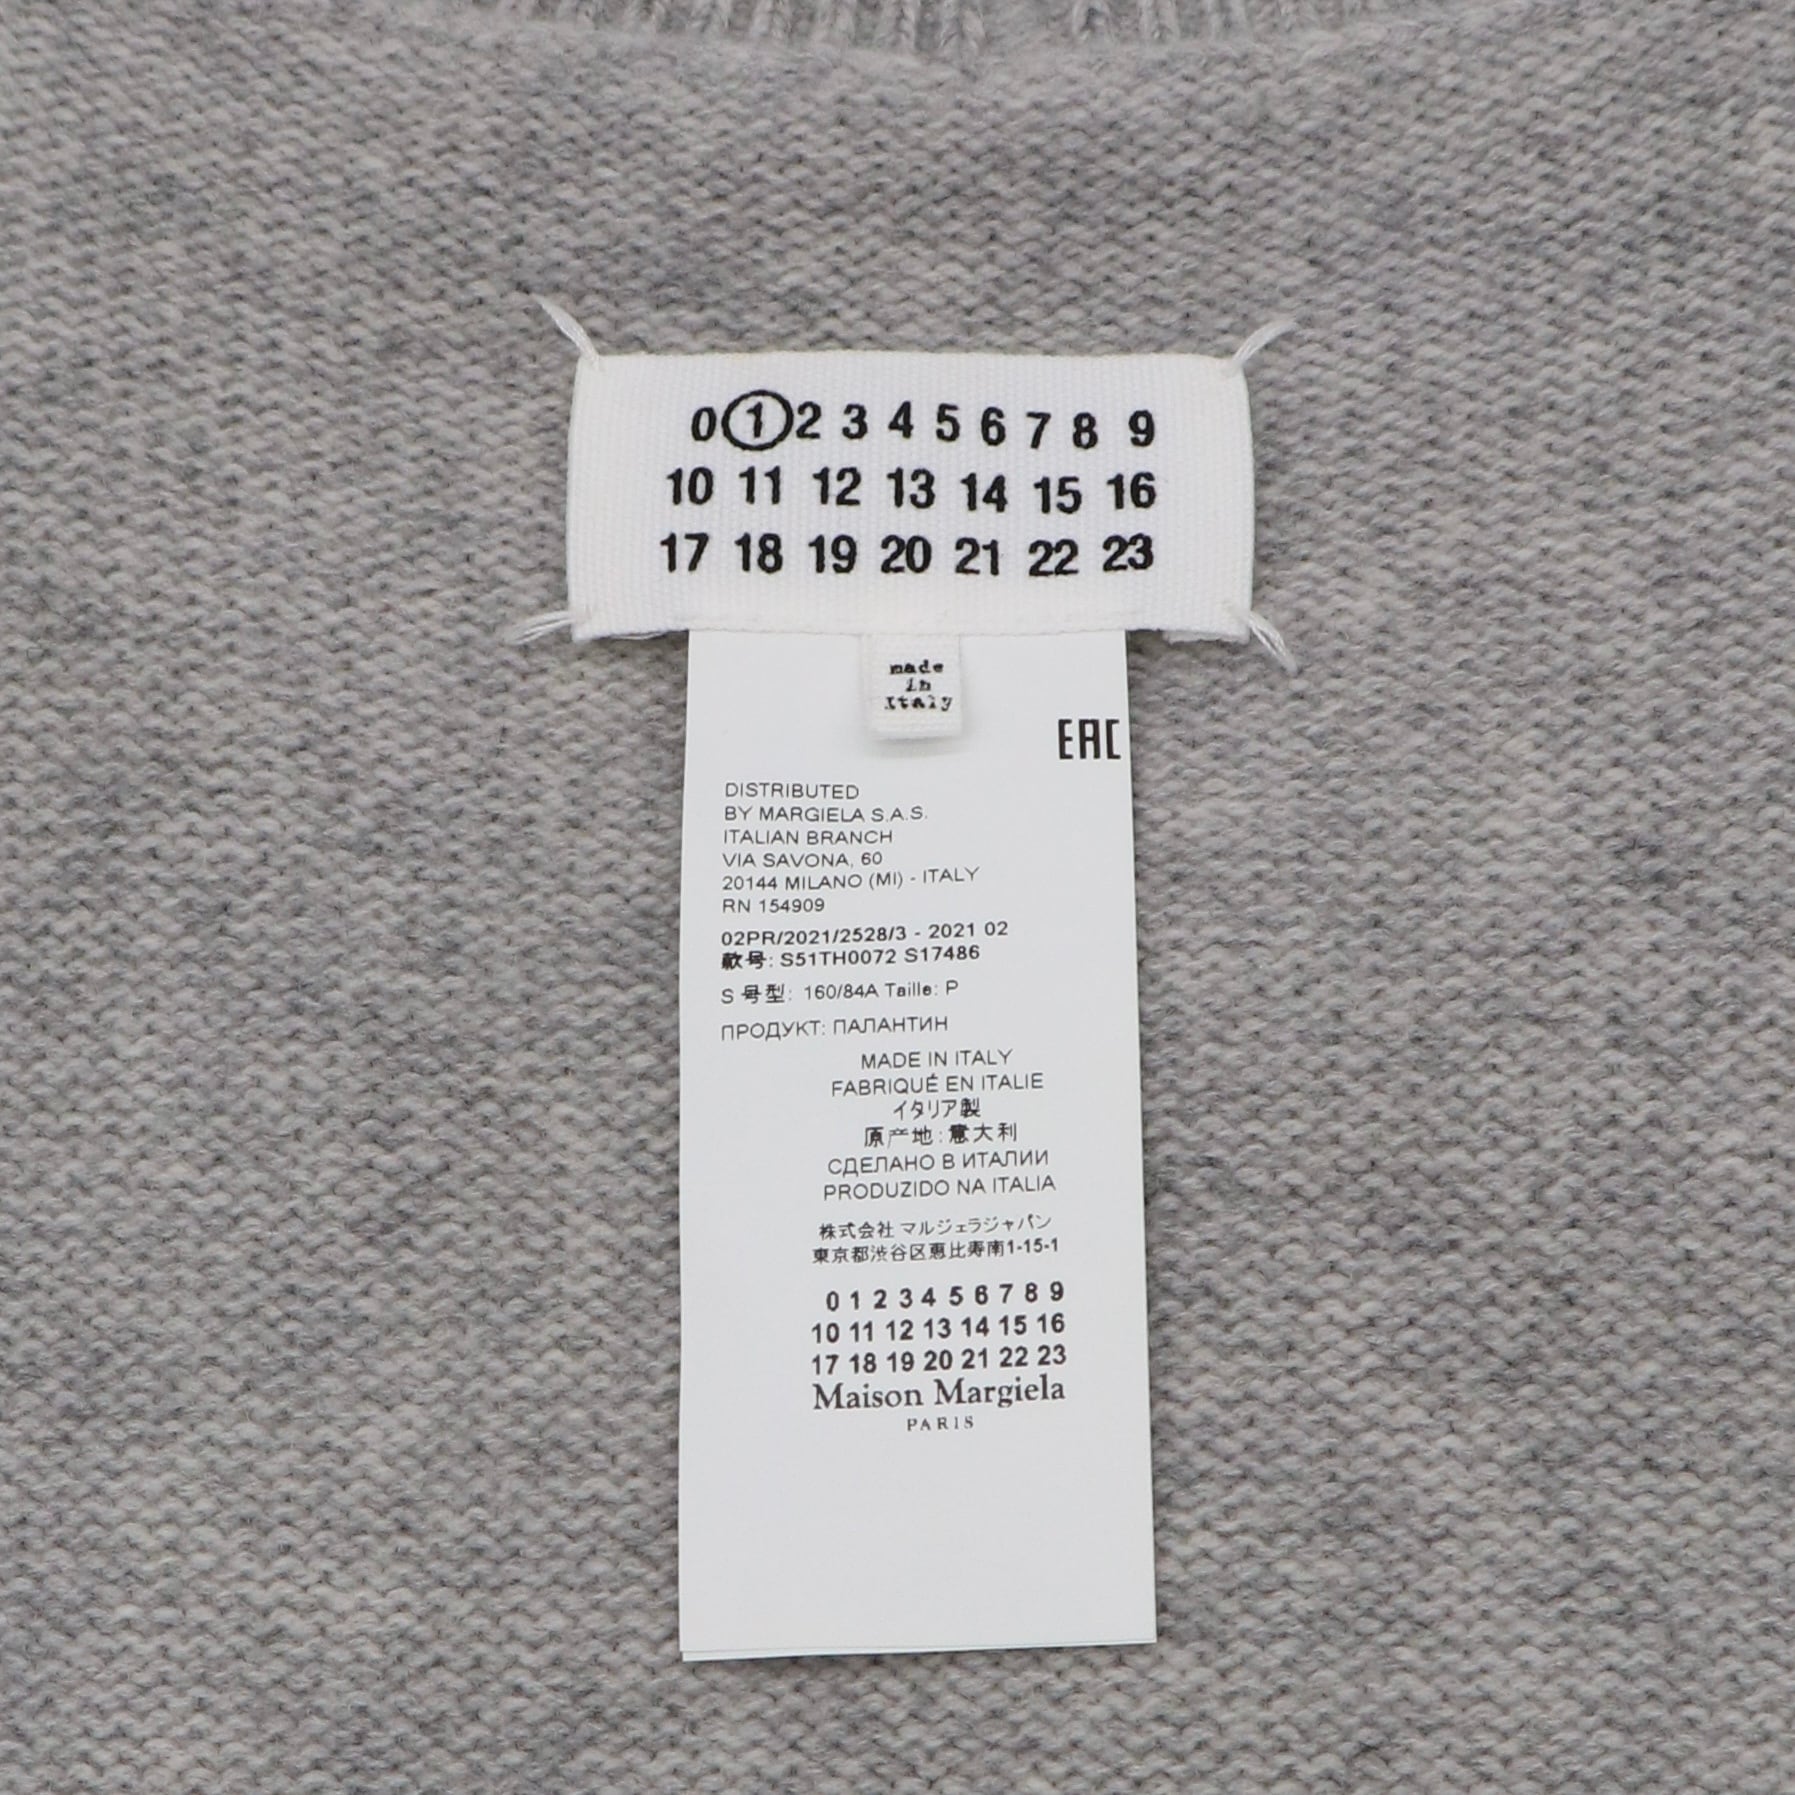 0 1 2 3 4 5 6 7 8 9
10 11 12 13 14 15 16
17 18 19 20 21 22 23
made
in
Italy
EAC
DISTRIBUTED
BY MARGIELA S.A.S.
ITALIAN BRANCH
VIA SAVONA, 60
20144 MILANO (MI) - ITALY
RN 154909
02PR/2021/2528/3 - 2021 02
款号: S51TH0072 S17486
S 号型: 160/84A Taille: P
ПРОДУКТ: ПАЛАНТИН
MADE IN ITALY
FABRIQUÉ EN ITALIE
イタリア製
原产地: 意大利
СДЕЛАНО В ИТАЛИИ
PRODUZIDO NA ITALIA
株式会社 マルジェラジャパン
東京都渋谷区恵比寿南1-15-1
0 1 2 3 4 5 6 7 8 9
10 11 12 13 14 15 16
17 18 19 20 21 22 23
Maison Margiela
PARIS